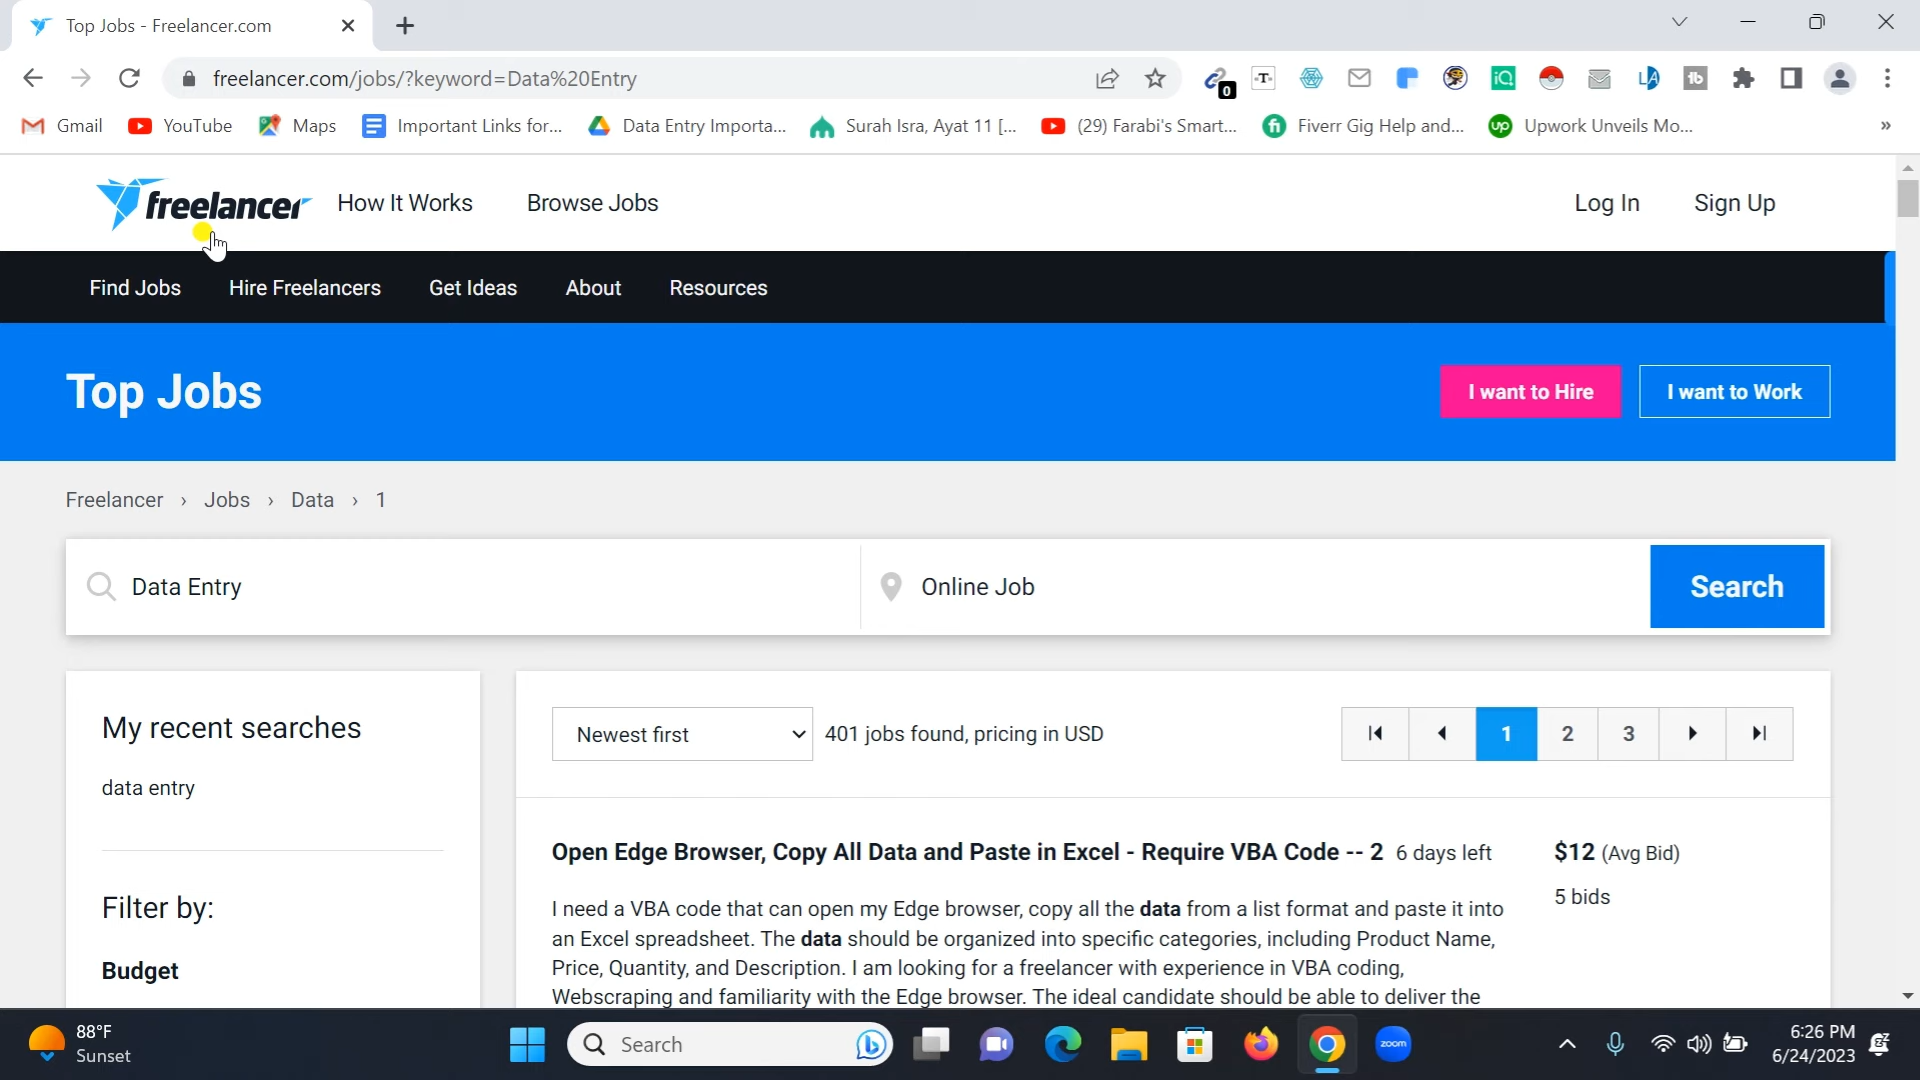 Top Jobs - Freelancer.com
freelancer.com/jobs/?keyword=Data%20Entry
0
T
iQ
LA
tb
Gmail
YouTube
Maps
Important Links for...
Data Entry Importa...
Surah Isra, Ayat 11 [...
(29) Farabi's Smart...
fi
Fiverr Gig Help and...
up
Upwork Unveils Mo...
»
freelancer
How It Works
Browse Jobs
Log In
Sign Up
Find Jobs
Hire Freelancers
Get Ideas
About
Resources
Top Jobs
I want to Hire
I want to Work
Freelancer › Jobs › Data › 1
Data Entry
Online Job
Search
My recent searches
data entry
Filter by:
Budget
Newest first
401 jobs found, pricing in USD
1
2
3
Open Edge Browser, Copy All Data and Paste in Excel - Require VBA Code -- 2 6 days left
$12 (Avg Bid)
5 bids
I need a VBA code that can open my Edge browser, copy all the data from a list format and paste it into
an Excel spreadsheet. The data should be organized into specific categories, including Product Name,
Price, Quantity, and Description. I am looking for a freelancer with experience in VBA coding,
Webscraping and familiarity with the Edge browser. The ideal candidate should be able to deliver the
88°F
Sunset
Search
zoom
6:26 PM
6/24/2023